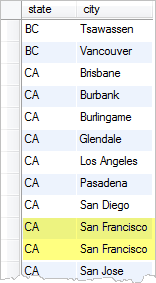 state city
BC Tsawassen
BC Vancouver
CA Brisbane
CA Burbank
CA Burlingame
CA Glendale
CA Los Angeles
CA Pasadena
CA San Diego
CA San Francisco
CA San Francisco
CA San Jose